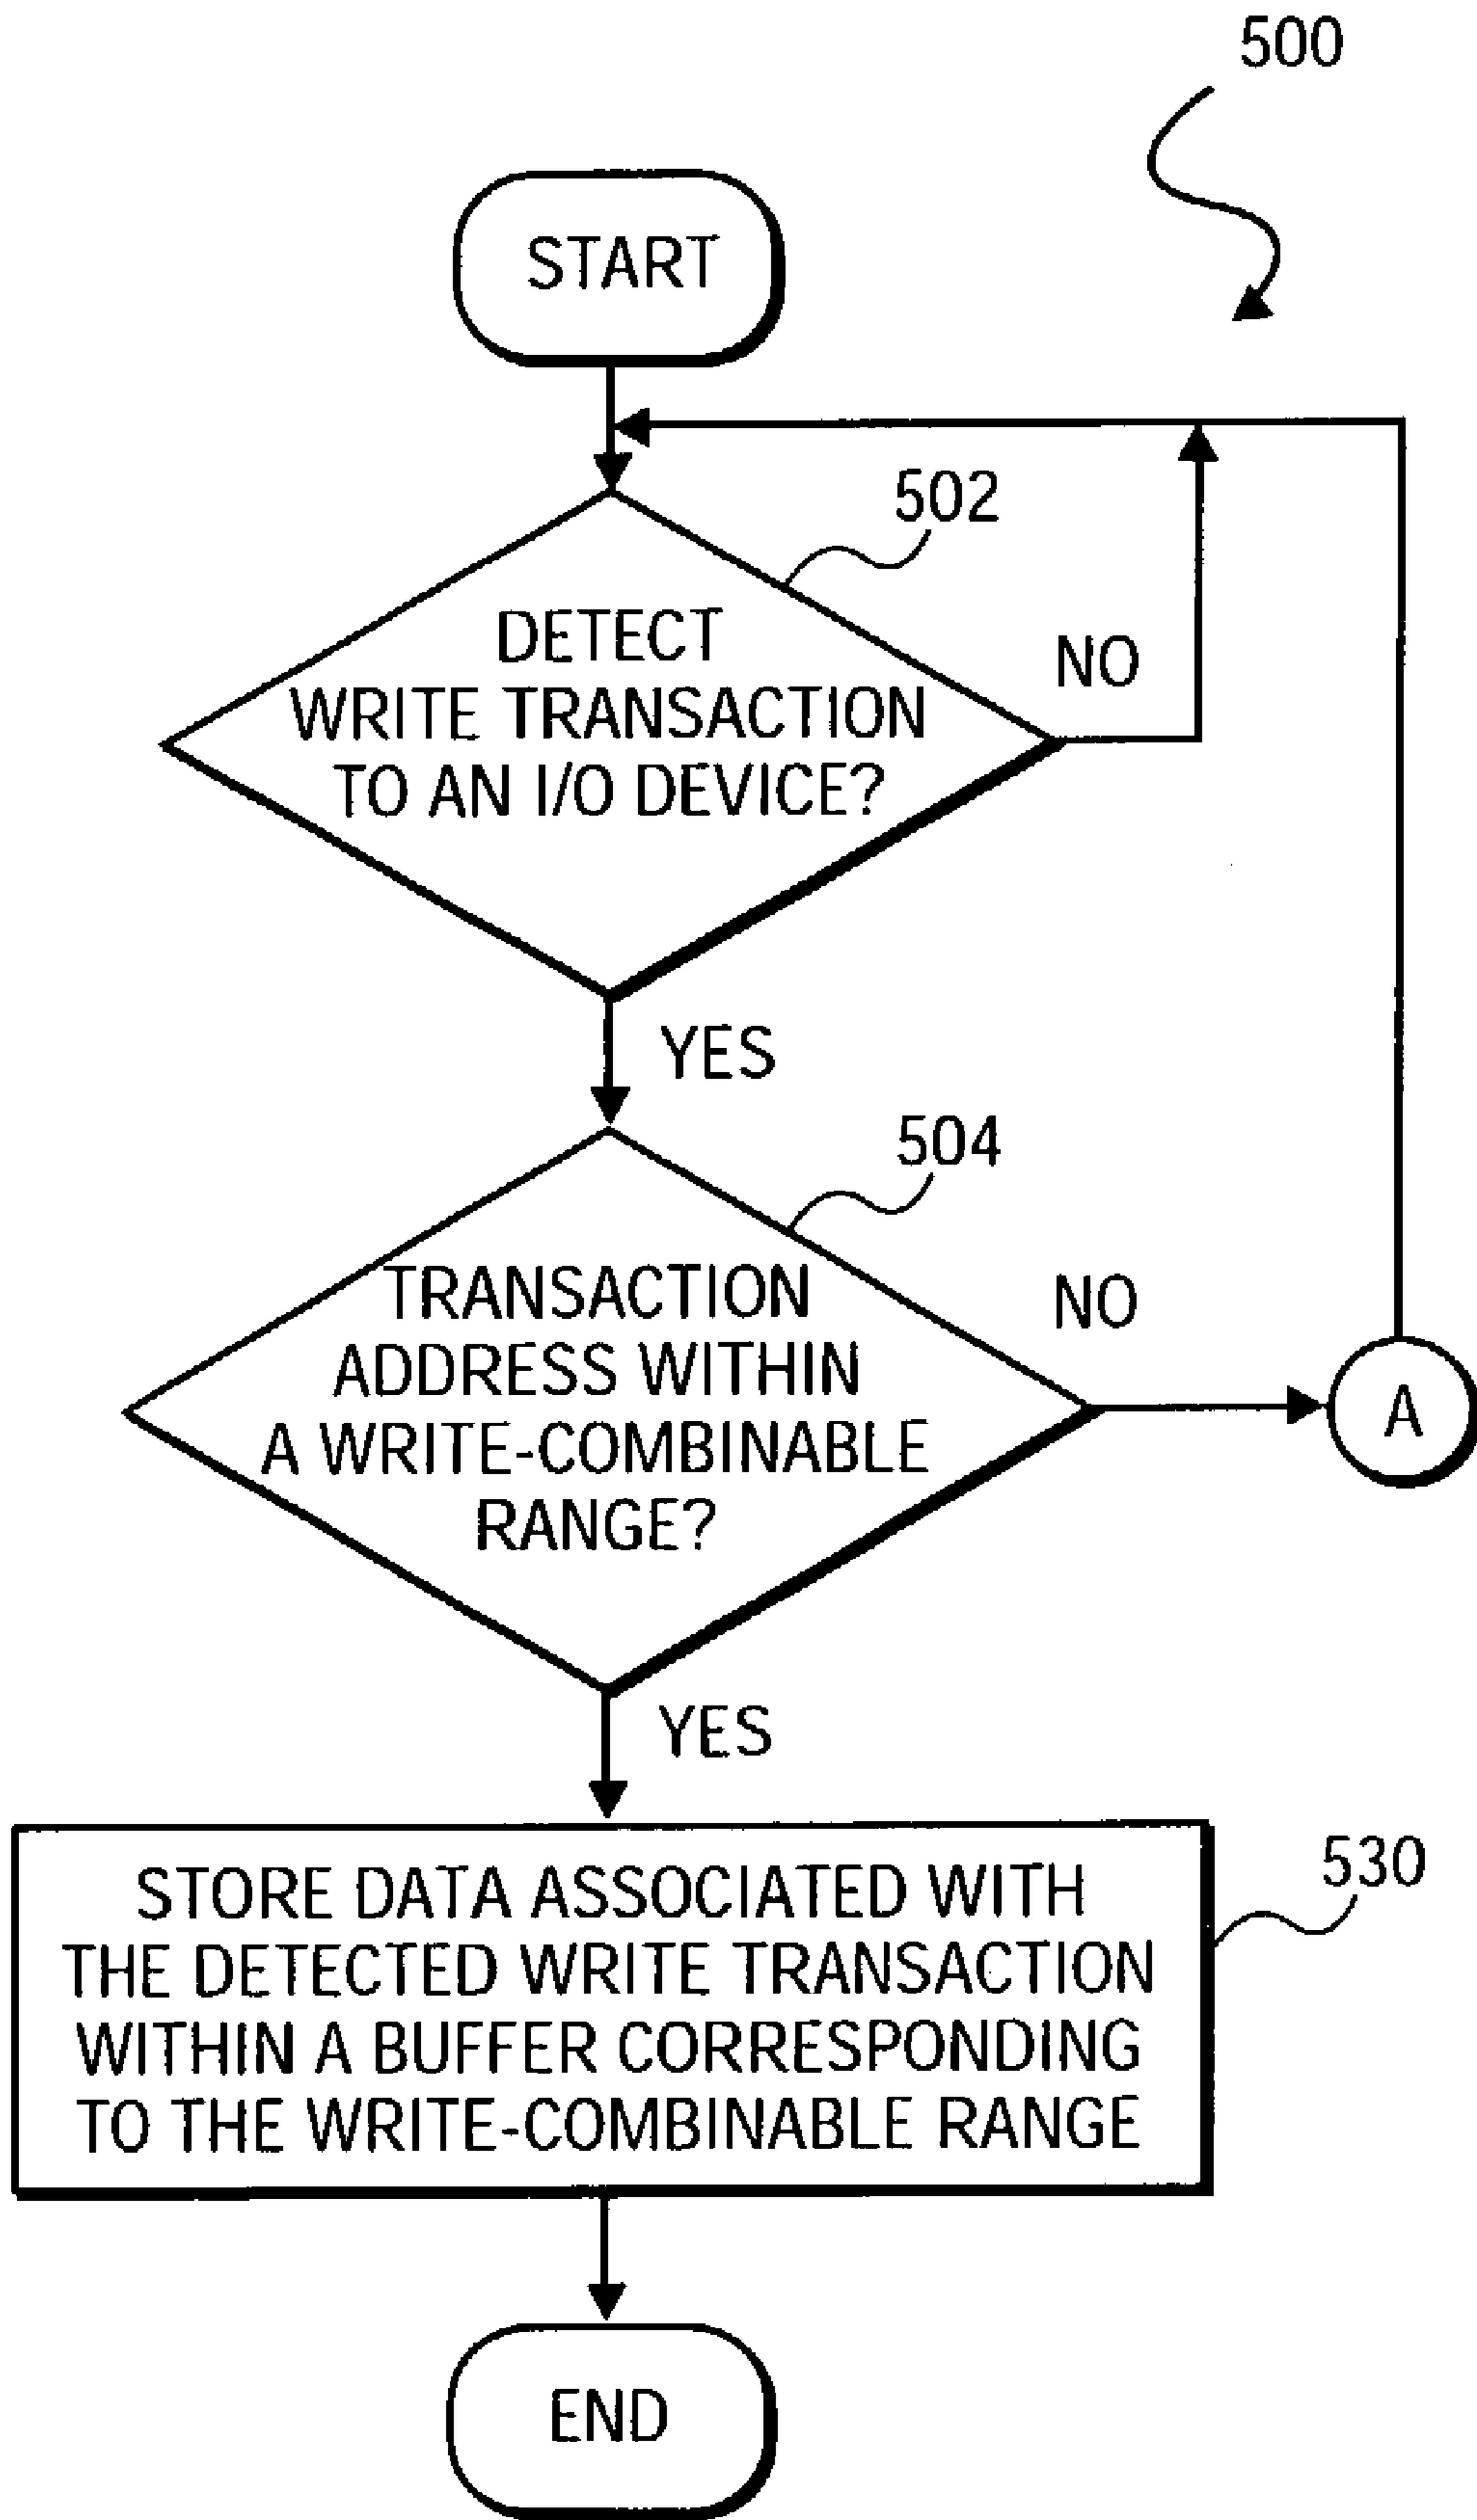 500
START
502
DETECT
WRITE TRANSACTION
TO AN I/O DEVICE?
NO
YES
504
TRANSACTION
ADDRESS WITHIN
A WRITE-COMBINABLE
RANGE?
NO
A
YES
530
STORE DATA ASSOCIATED WITH
THE DETECTED WRITE TRANSACTION
WITHIN A BUFFER CORRESPONDING
TO THE WRITE-COMBINABLE RANGE
END